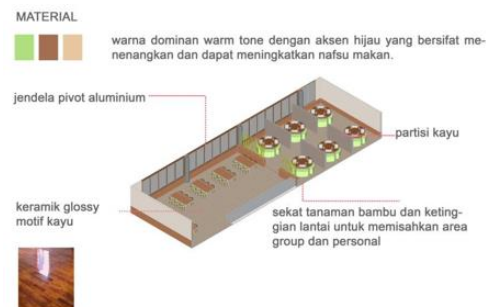 MATERIAL
warna dominan warm tone dengan aksen hijau yang bersifat me-
nenangkan dan dapat meningkatkan nafsu makan.
jendela pivot aluminium
partisi kayu
keramik glossy
motif kayu
sekat tanaman bambu dan keting-
gian lantai untuk memisahkan area
group dan personal